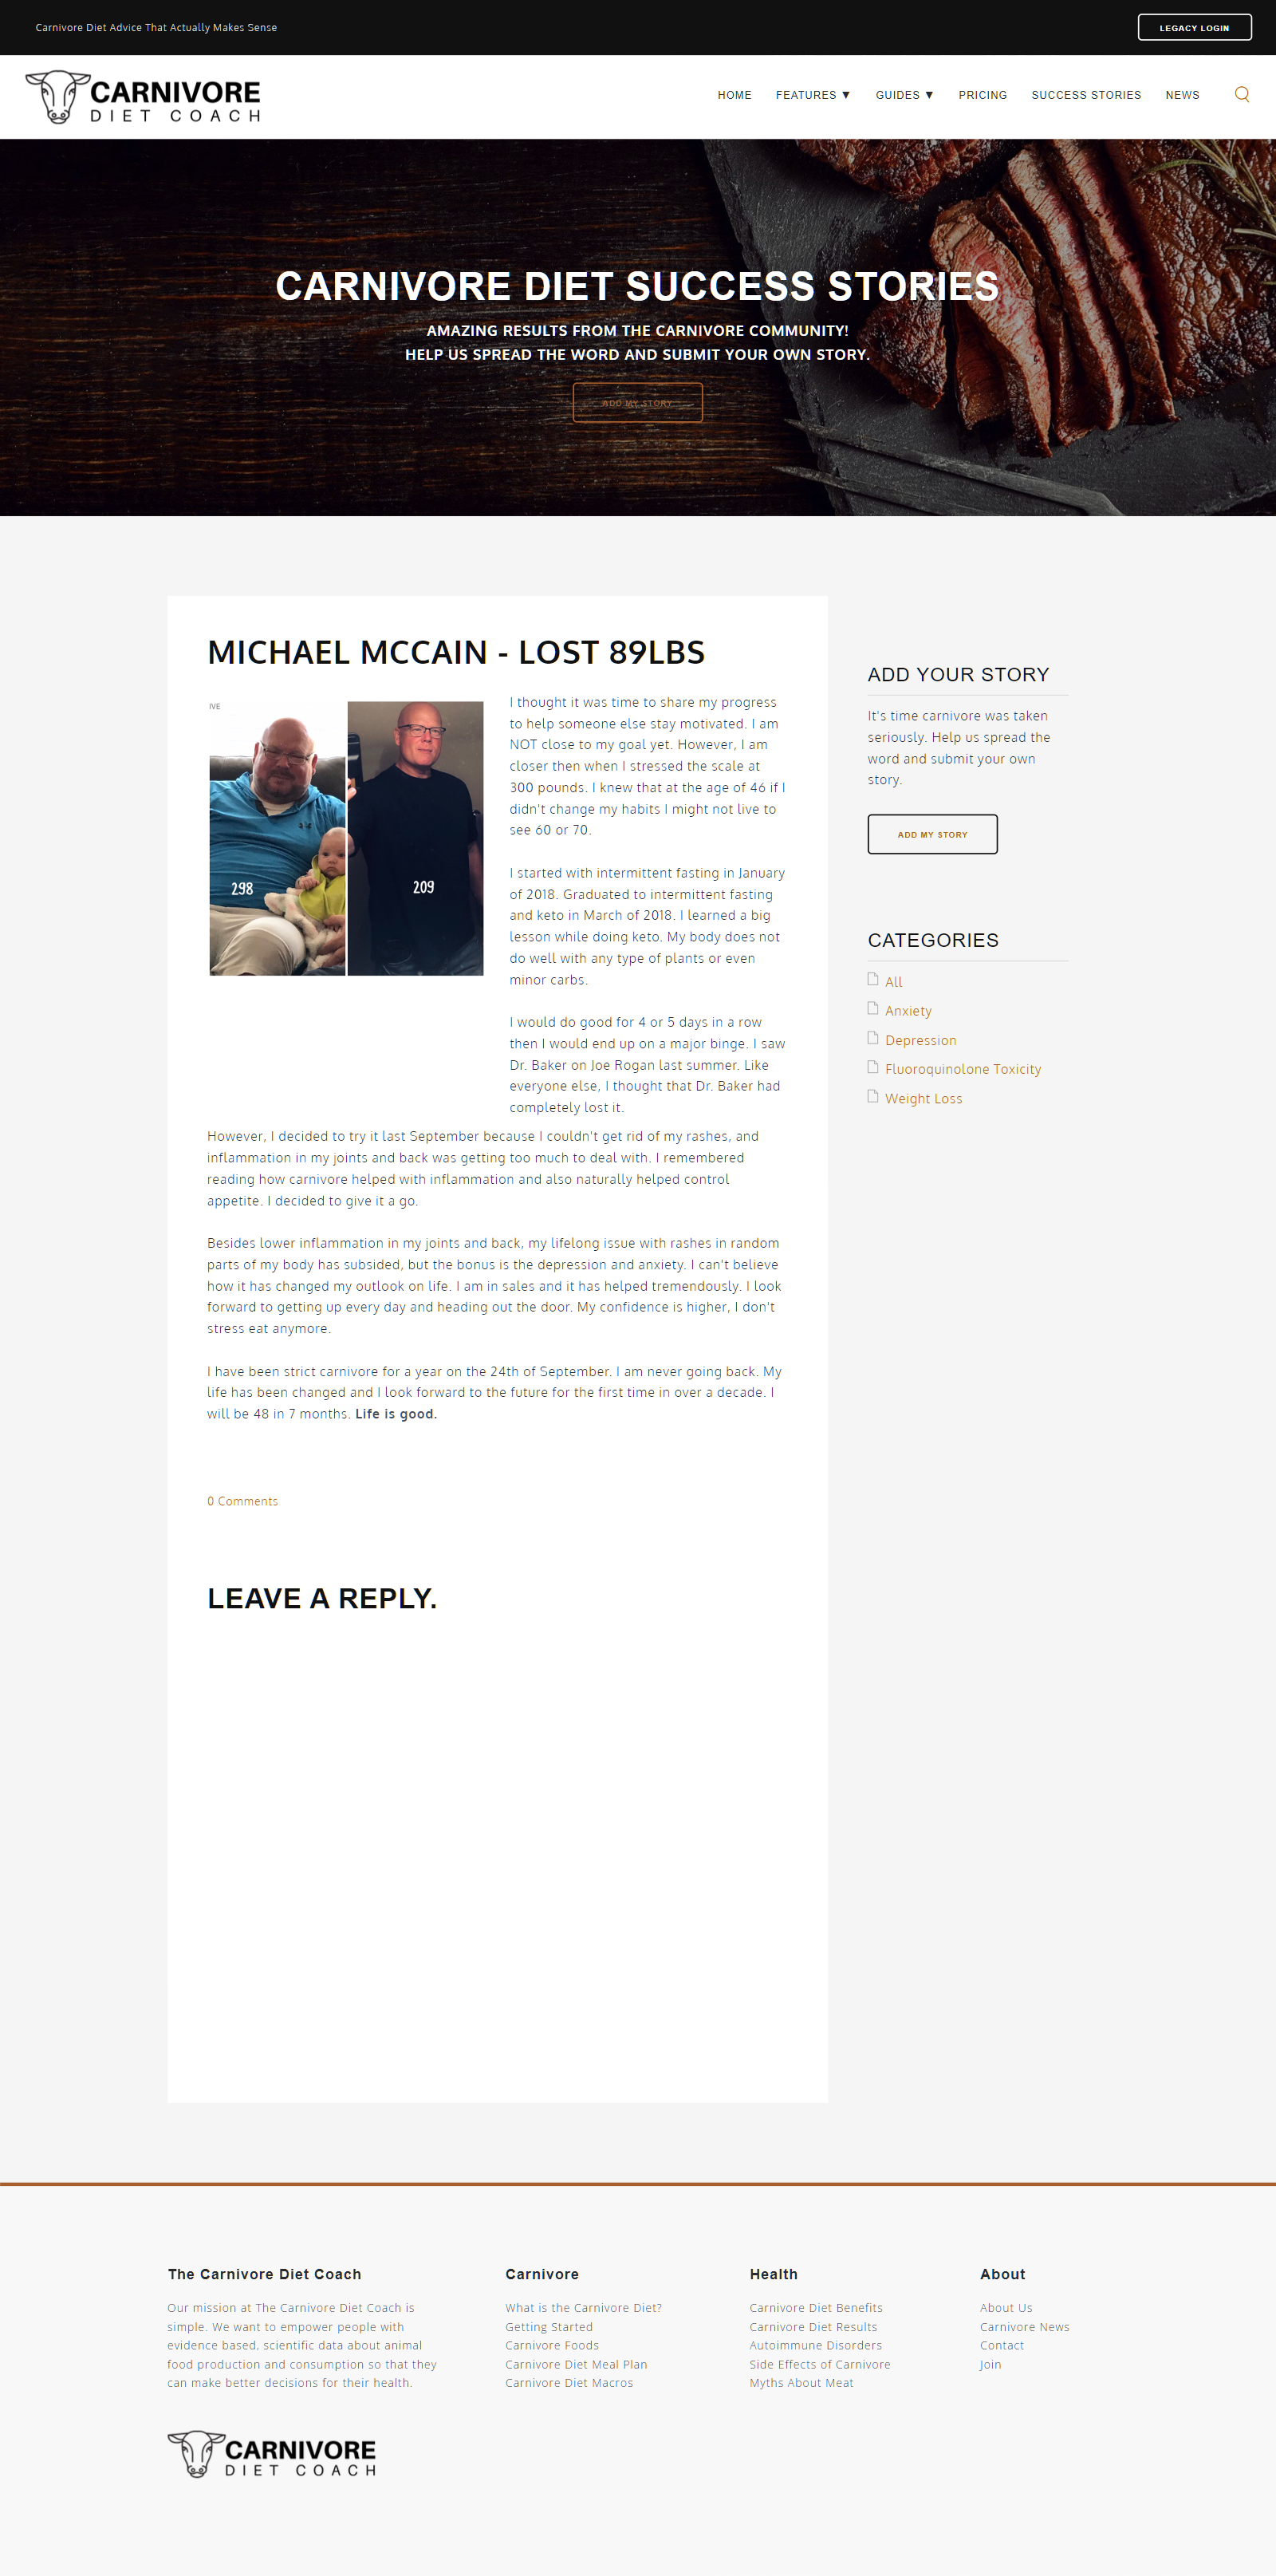 Carnivore Diet Advice That Actually Makes Sense
LEGACY LOGIN
CARNIVORE
DIET COACH
HOME
FEATURES ▼
GUIDES ▼
PRICING
SUCCESS STORIES
NEWS
CARNIVORE DIET SUCCESS STORIES
AMAZING RESULTS FROM THE CARNIVORE COMMUNITY!
HELP US SPREAD THE WORD AND SUBMIT YOUR OWN STORY.
ADD MY STORY
MICHAEL MCCAIN - LOST 89LBS
IVE
298
209
I thought it was time to share my progress
to help someone else stay motivated. I am
NOT close to my goal yet. However, I am
closer then when I stressed the scale at
300 pounds. I knew that at the age of 46 if I
didn't change my habits I might not live to
see 60 or 70.
I started with intermittent fasting in January
of 2018. Graduated to intermittent fasting
and keto in March of 2018. I learned a big
lesson while doing keto. My body does not
do well with any type of plants or even
minor carbs.
I would do good for 4 or 5 days in a row
then I would end up on a major binge. I saw
Dr. Baker on Joe Rogan last summer. Like
everyone else, I thought that Dr. Baker had
completely lost it.
However, I decided to try it last September because I couldn't get rid of my rashes, and
inflammation in my joints and back was getting too much to deal with. I remembered
reading how carnivore helped with inflammation and also naturally helped control
appetite. I decided to give it a go.
Besides lower inflammation in my joints and back, my lifelong issue with rashes in random
parts of my body has subsided, but the bonus is the depression and anxiety. I can't believe
how it has changed my outlook on life. I am in sales and it has helped tremendously. I look
forward to getting up every day and heading out the door. My confidence is higher, I don't
stress eat anymore.
I have been strict carnivore for a year on the 24th of September. I am never going back. My
life has been changed and I look forward to the future for the first time in over a decade. I
will be 48 in 7 months. Life is good.
0 Comments
LEAVE A REPLY.
ADD YOUR STORY
It's time carnivore was taken
seriously. Help us spread the
word and submit your own
story.
ADD MY STORY
CATEGORIES
All
Anxiety
Depression
Fluoroquinolone Toxicity
Weight Loss
The Carnivore Diet Coach
Our mission at The Carnivore Diet Coach is
simple. We want to empower people with
evidence based, scientific data about animal
food production and consumption so that they
can make better decisions for their health.
CARNIVORE
DIET COACH
Carnivore
What is the Carnivore Diet?
Getting Started
Carnivore Foods
Carnivore Diet Meal Plan
Carnivore Diet Macros
Health
Carnivore Diet Benefits
Carnivore Diet Results
Autoimmune Disorders
Side Effects of Carnivore
Myths About Meat
About
About Us
Carnivore News
Contact
Join